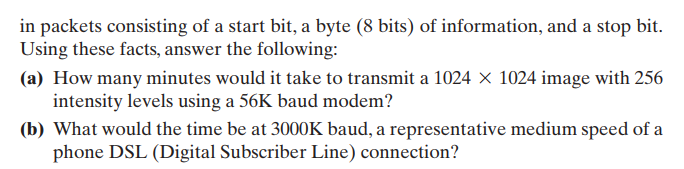 in packets consisting of a start bit, a byte (8 bits) of information, and a stop bit.
Using these facts, answer the following:
(a) How many minutes would it take to transmit a 1024 × 1024 image with 256
intensity levels using a 56K baud modem?
(b) What would the time be at 3000K baud, a representative medium speed of a
phone DSL (Digital Subscriber Line) connection?